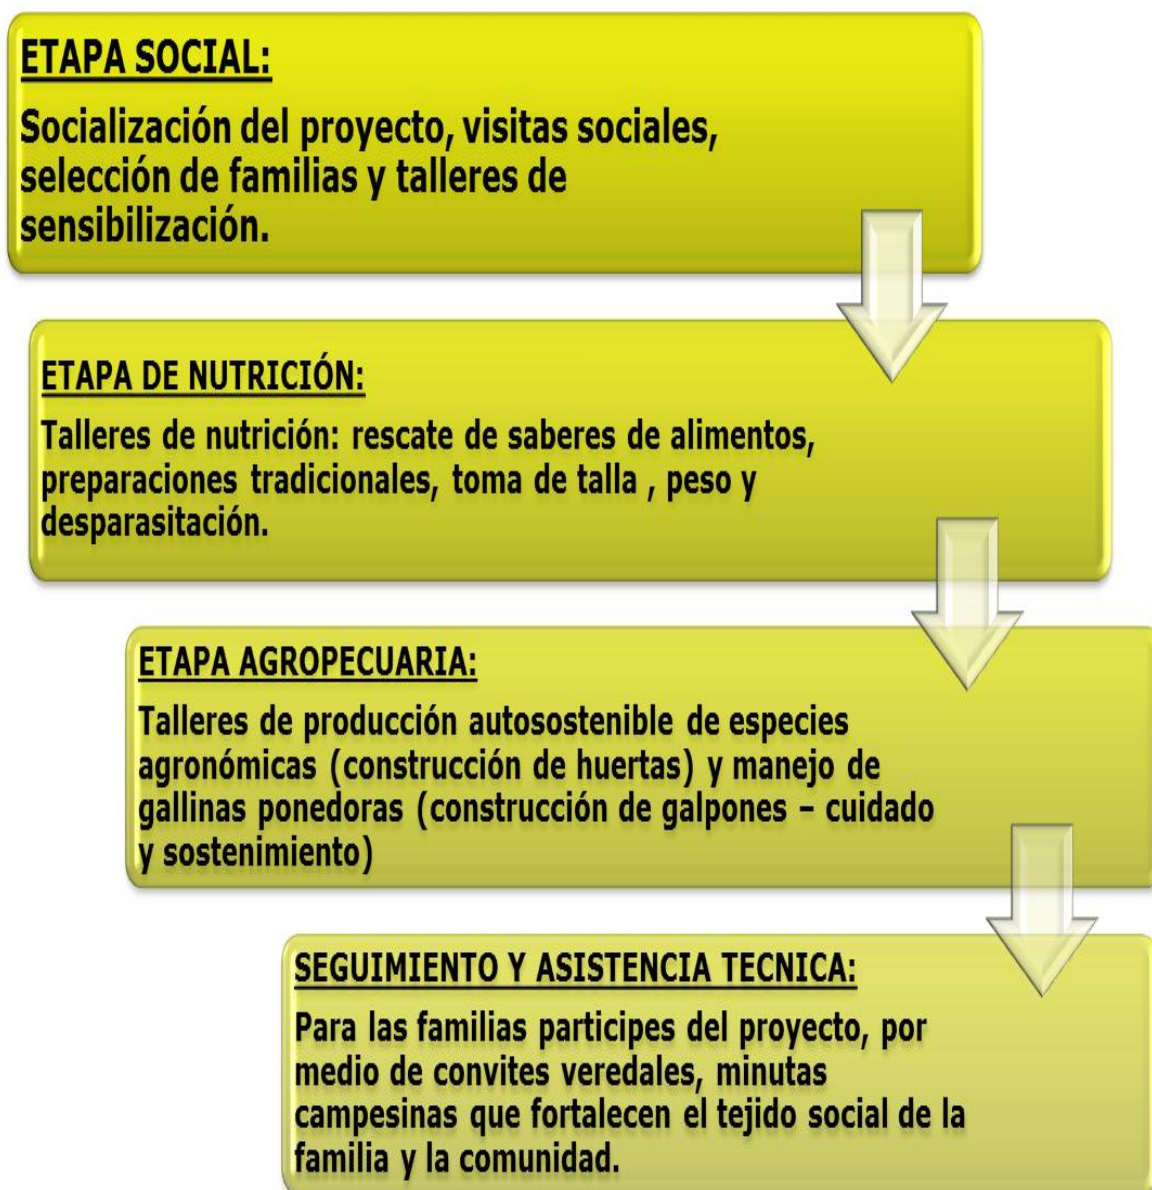 ETAPA SOCIAL:
Socialización del proyecto, visitas sociales,
selección de familias y talleres de
sensibilización.
ETAPA DE NUTRICIÓN:
Talleres de nutrición: rescate de saberes de alimentos,
preparaciones tradicionales, toma de talla , peso y
desparasitación.
ETAPA AGROPECUARIA:
Talleres de producción autosostenible de especies
agronómicas (construcción de huertas) y manejo de
gallinas ponedoras (construcción de galpones – cuidado
y sostenimiento)
SEGUIMIENTO Y ASISTENCIA TECNICA:
Para las familias participes del proyecto, por
medio de convites veredales, minutas
campesinas que fortalecen el tejido social de la
familia y la comunidad.